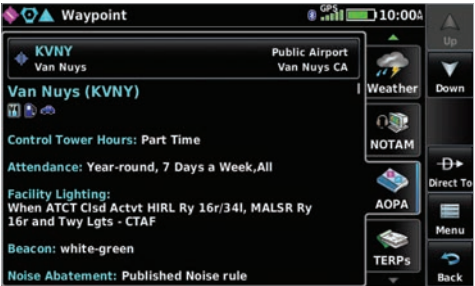 Waypoint
GPS
10:00
Up
KVNY
Public Airport
Van Nuys
Van Nuys CA
Weather
Down
Van Nuys (KVNY)
NOTAM
Control Tower Hours: Part Time
Attendance: Year-round, 7 Days a Week,All
Direct To
Facility Lighting:
When ATCT Clsd Actvt HIRL Ry 16r/34l, MALSR Ry
16r and Twy Lgts - CTAF
AOPA
Menu
Beacon: white-green
TERPs
Noise Abatement: Published Noise rule
Back